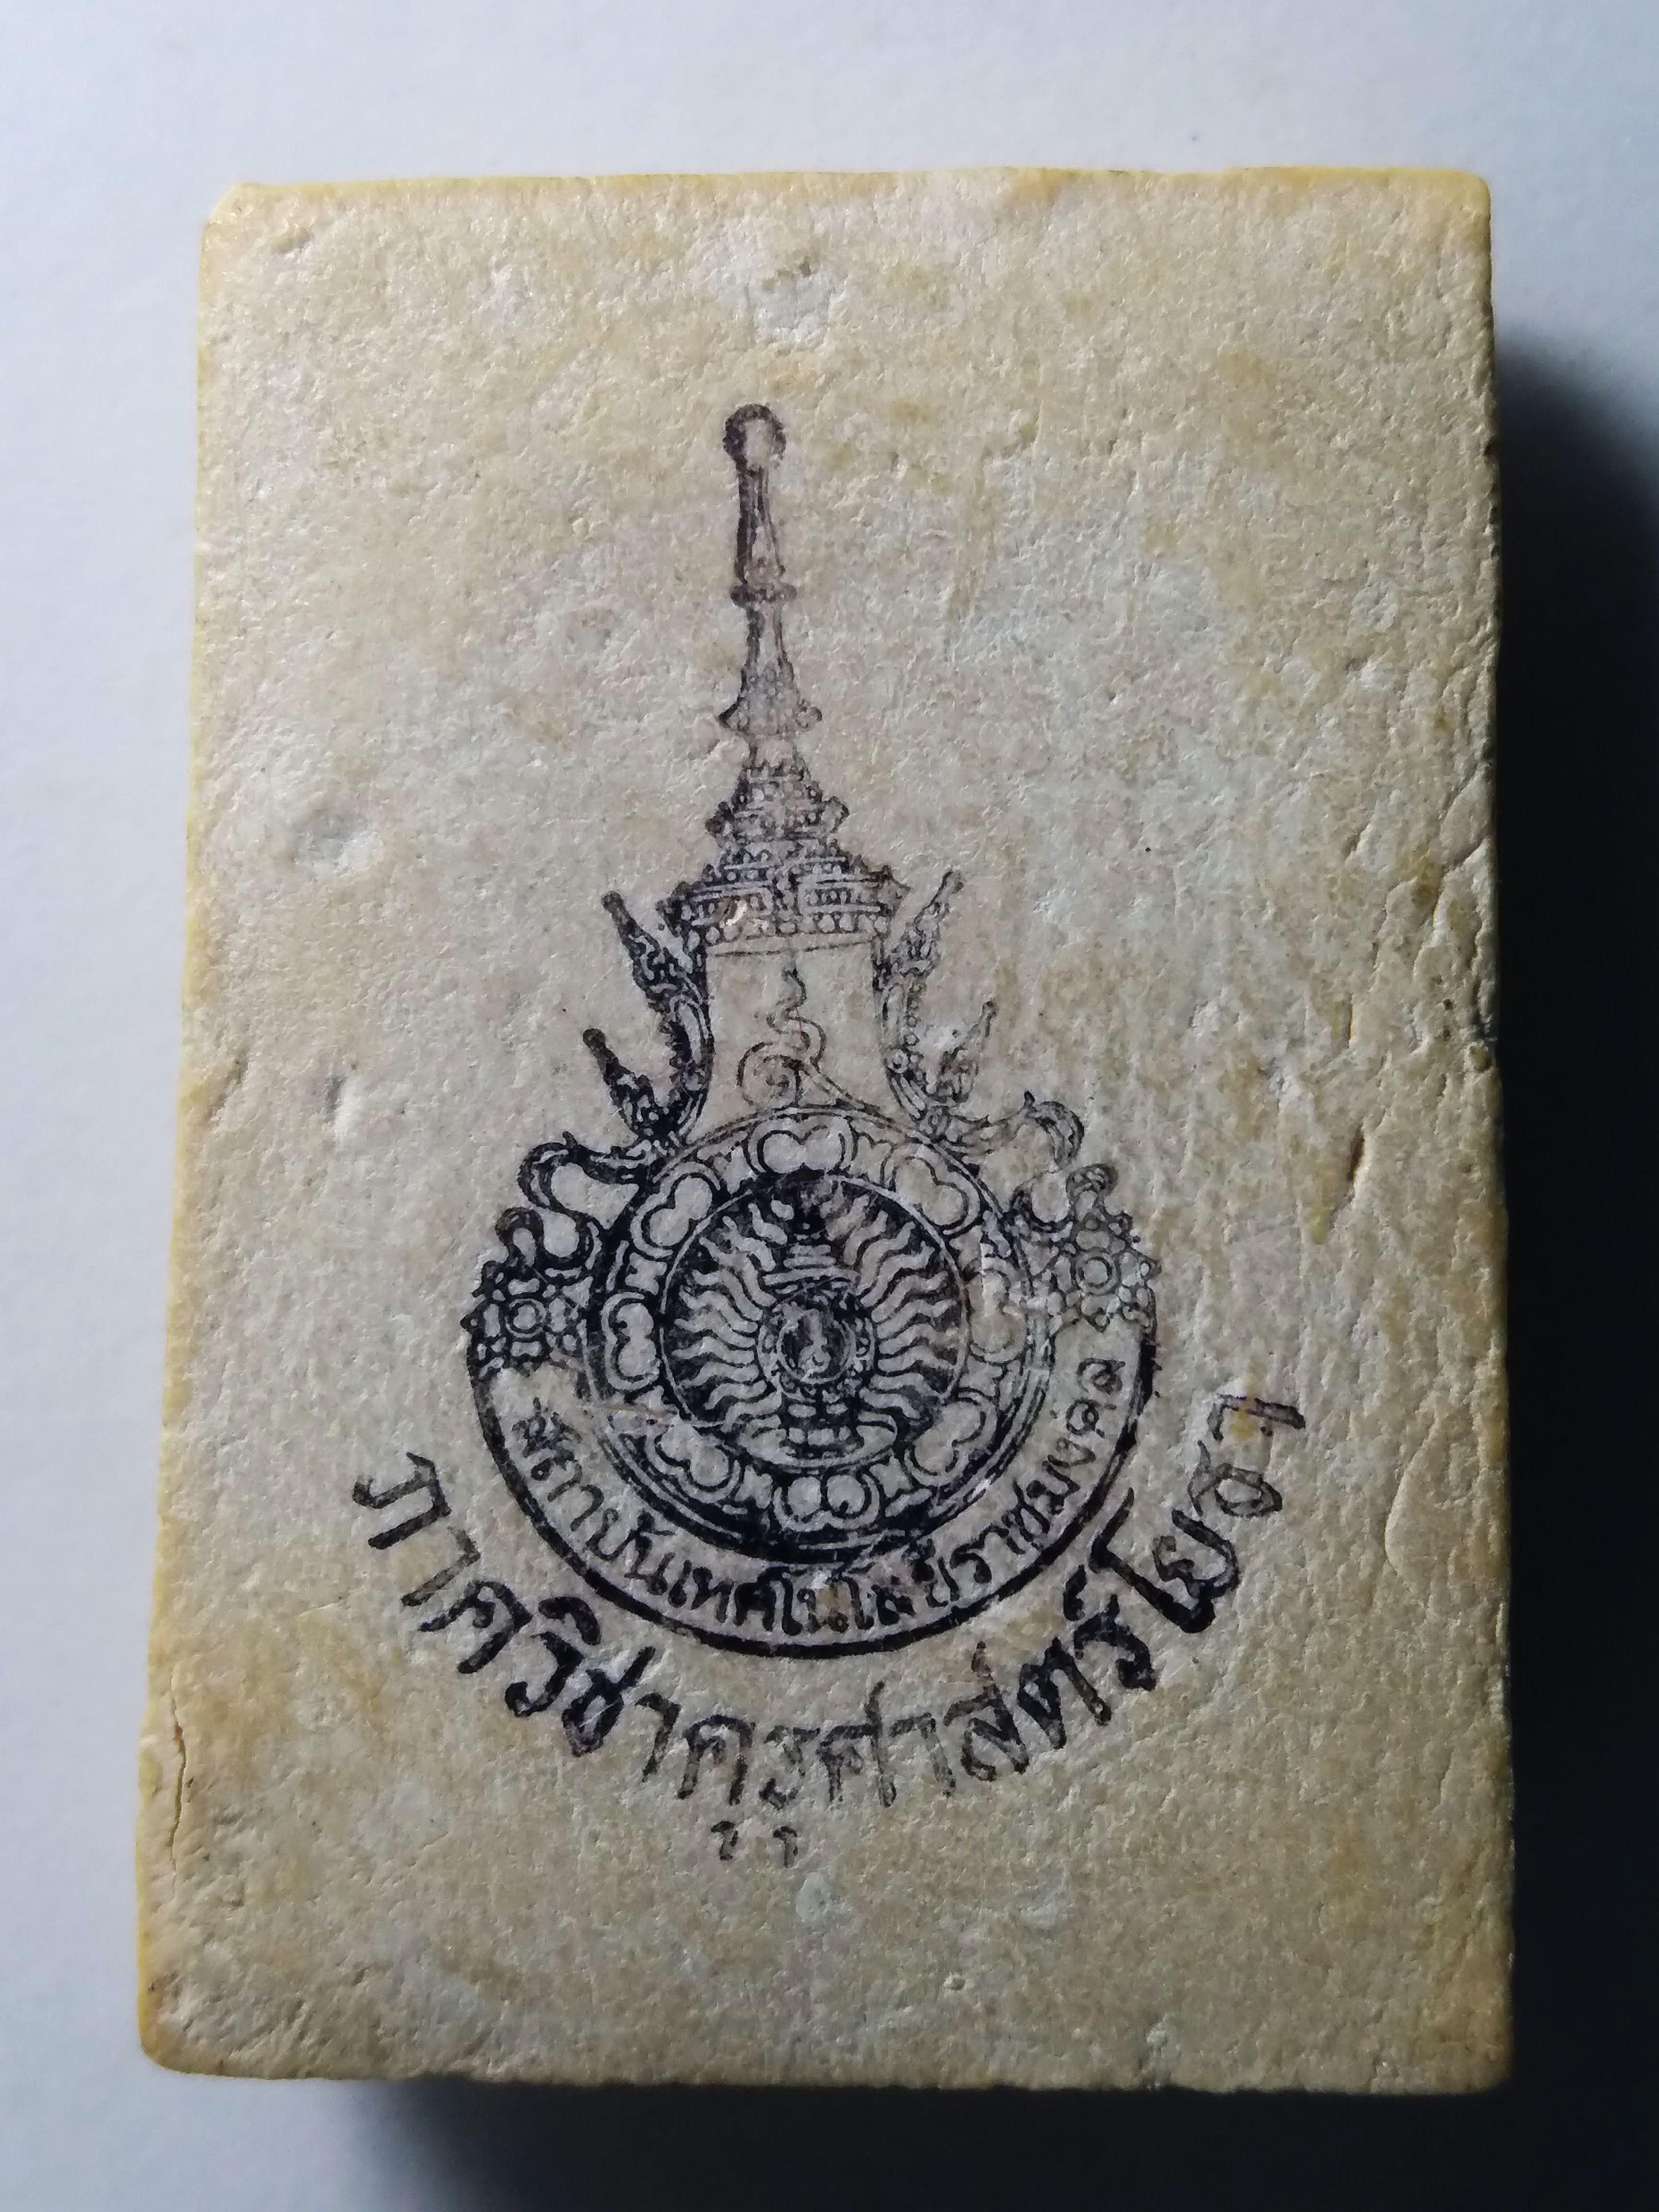 สถาบันเทคโนโลยีราชมงคล
ภาควิชาครุศาสตร์โยธา